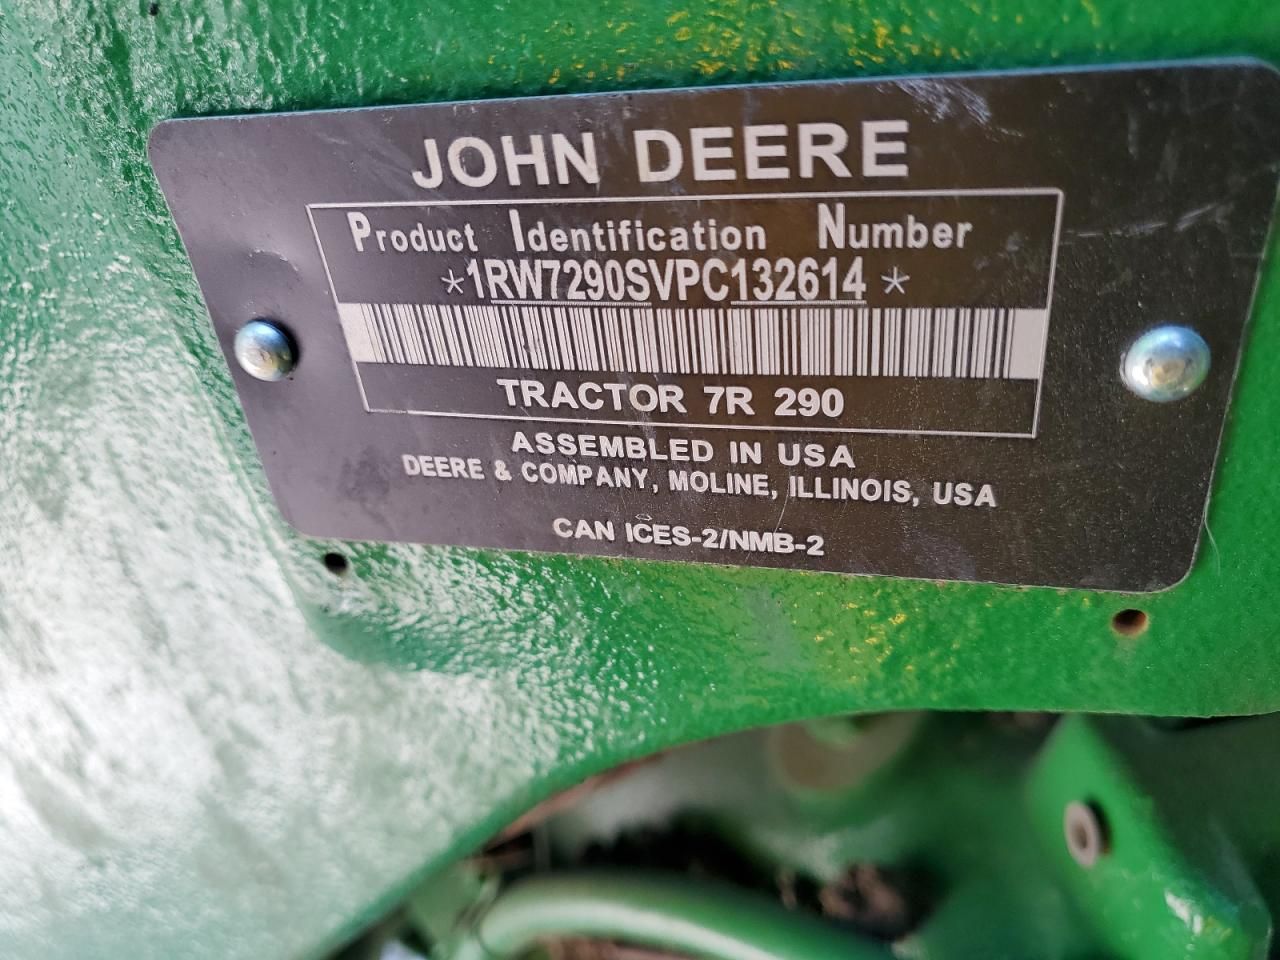 JOHN DEERE
Product Identification Number
*1RW7290SVPC132614*
TRACTOR 7R 290
ASSEMBLED IN USA
DEERE & COMPANY, MOLINE, ILLINOIS, USA
CAN ICES-2/NMB-2